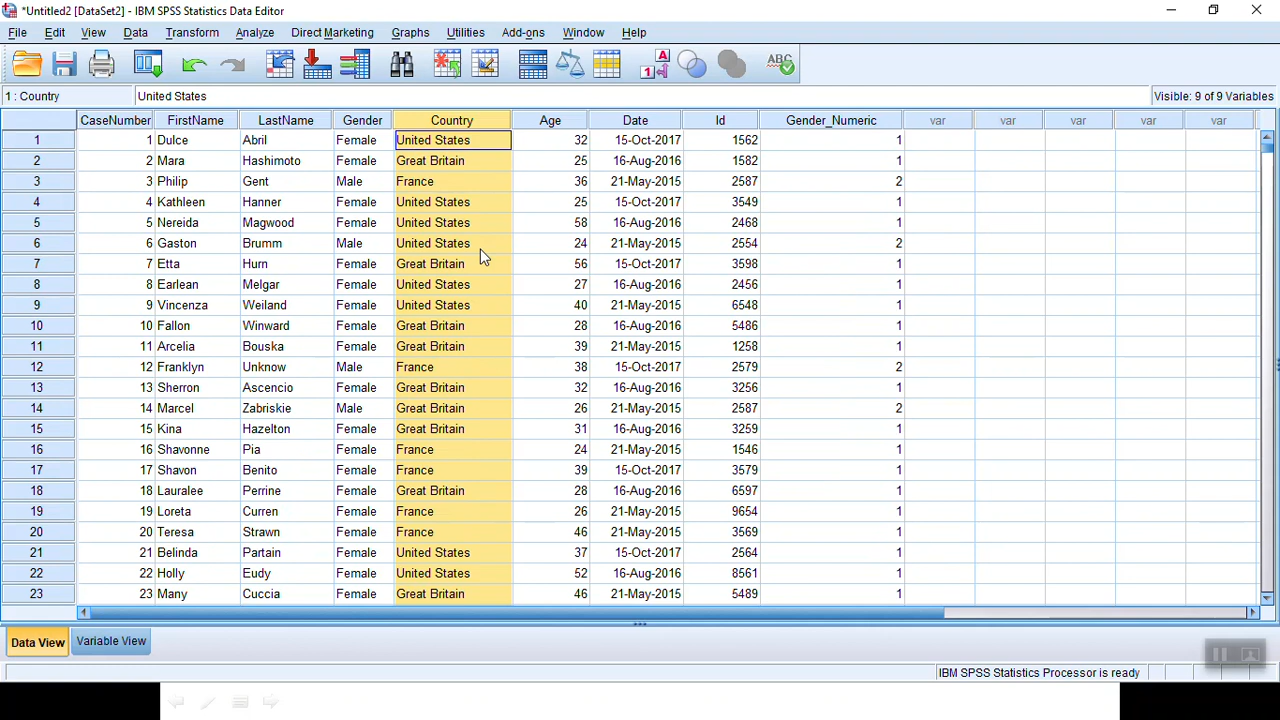 *Untitled2 [DataSet2] - IBM SPSS Statistics Data Editor
File Edit View Data Transform Analyze Direct Marketing Graphs Utilities Add-ons Window Help
1 : Country United States Visible: 9 of 9 Variables
CaseNumber FirstName LastName Gender Country Age Date Id Gender_Numeric var var var var var
1 1 Dulce Abril Female United States 32 15-Oct-2017 1562 1
2 2 Mara Hashimoto Female Great Britain 25 16-Aug-2016 1582 1
3 3 Philip Gent Male France 36 21-May-2015 2587 2
4 4 Kathleen Hanner Female United States 25 15-Oct-2017 3549 1
5 5 Nereida Magwood Female United States 58 16-Aug-2016 2468 1
6 6 Gaston Brumm Male United States 24 21-May-2015 2554 2
7 7 Etta Hurn Female Great Britain 56 15-Oct-2017 3598 1
8 8 Earlean Melgar Female United States 27 16-Aug-2016 2456 1
9 9 Vincenza Weiland Female United States 40 21-May-2015 6548 1
10 10 Fallon Winward Female Great Britain 28 16-Aug-2016 5486 1
11 11 Arcelia Bouska Female Great Britain 39 21-May-2015 1258 1
12 12 Franklyn Unknow Male France 38 15-Oct-2017 2579 2
13 13 Sherron Ascencio Female Great Britain 32 16-Aug-2016 3256 1
14 14 Marcel Zabriskie Male Great Britain 26 21-May-2015 2587 2
15 15 Kina Hazelton Female Great Britain 31 16-Aug-2016 3259 1
16 16 Shavonne Pia Female France 24 21-May-2015 1546 1
17 17 Shavon Benito Female France 39 15-Oct-2017 3579 1
18 18 Lauralee Perrine Female Great Britain 28 16-Aug-2016 6597 1
19 19 Loreta Curren Female France 26 21-May-2015 9654 1
20 20 Teresa Strawn Female France 46 21-May-2015 3569 1
21 21 Belinda Partain Female United States 37 15-Oct-2017 2564 1
22 22 Holly Eudy Female United States 52 16-Aug-2016 8561 1
23 23 Many Cuccia Female Great Britain 46 21-May-2015 5489 1
Data View Variable View
IBM SPSS Statistics Processor is ready